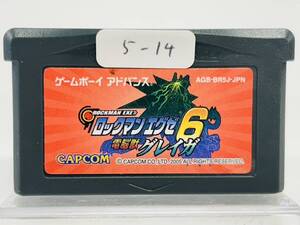 5-14
ゲームボーイ アドバンス
AGB-BR5J-JPN
ROCKMAN EXE6
ロックマンエグゼ6
電脳獣グレイガ
CAPCOM
© CAPCOM CO., LTD. 2005 ALL RIGHTS RESERVED.